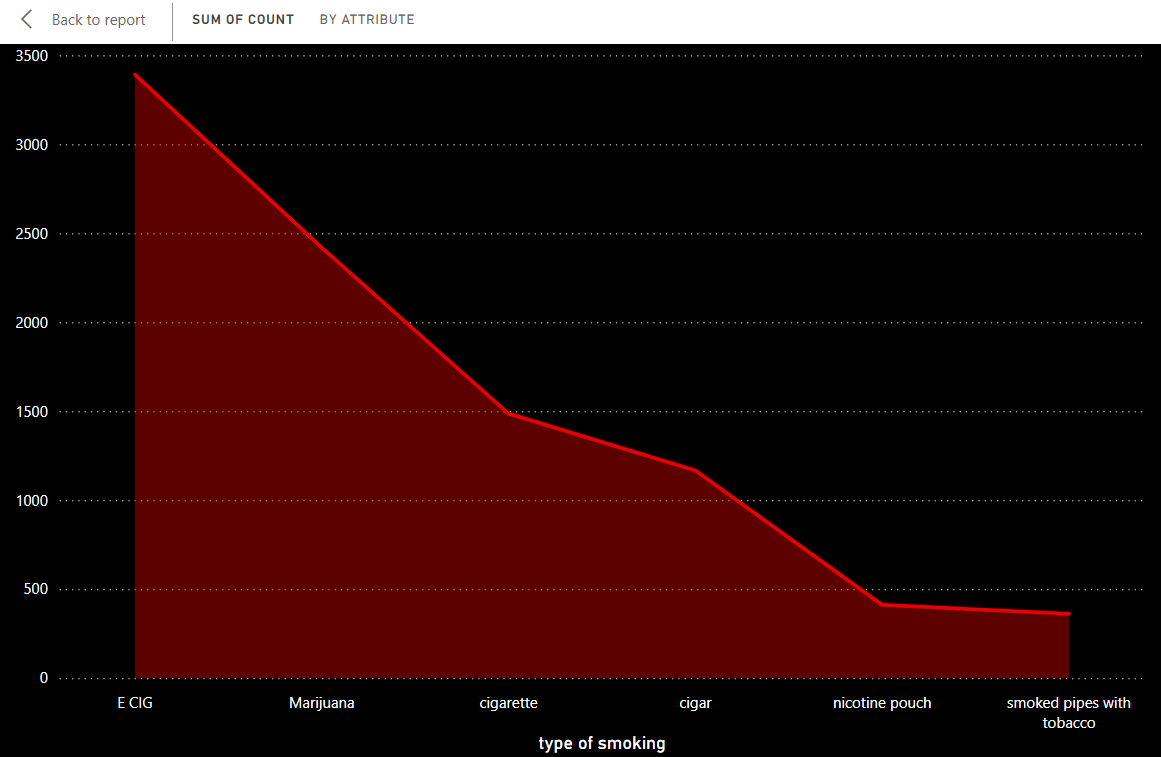 Back to report
SUM OF COUNT
BY ATTRIBUTE
3500
3000
2500
2000
1500
1000
500
0
E CIG
Marijuana
cigarette
cigar
nicotine pouch
smoked pipes with
tobacco
type of smoking